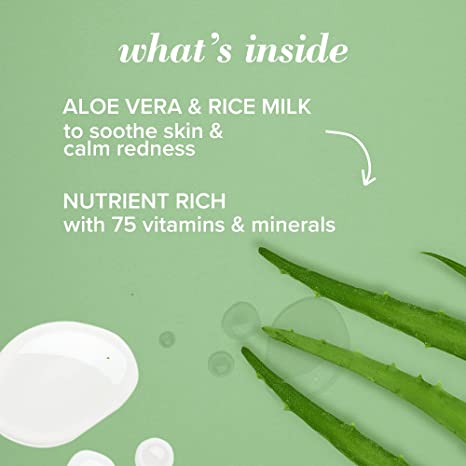 what's inside
ALOE VERA & RICE MILK
to soothe skin &
calm redness
NUTRIENT RICH
with 75 vitamins & minerals